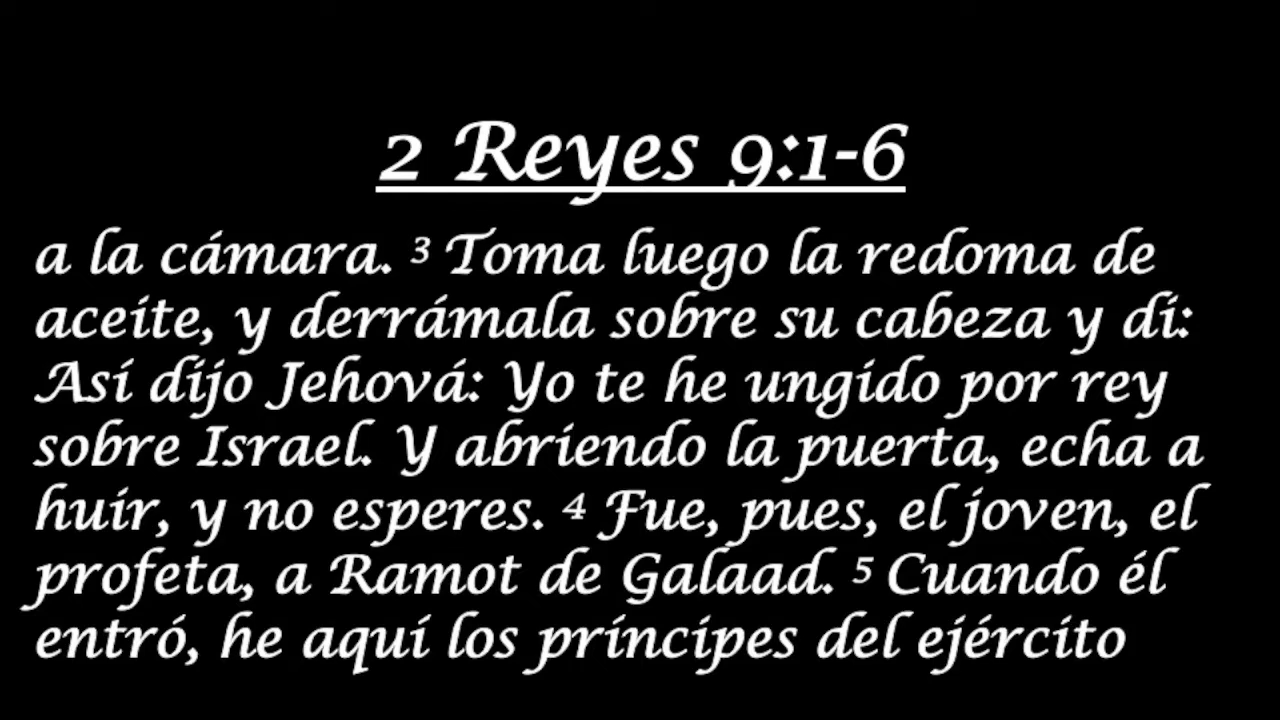 2 Reyes 9:1-6
a la cámara. ³ Toma luego la redoma de
aceite, y derrámala sobre su cabeza y di:
Así dijo Jehová: Yo te he ungido por rey
sobre Israel. Y abriendo la puerta, echa a
huir, y no esperes. ⁴ Fue, pues, el joven, el
profeta, a Ramot de Galaad. ⁵ Cuando él
entró, he aquí los príncipes del ejército